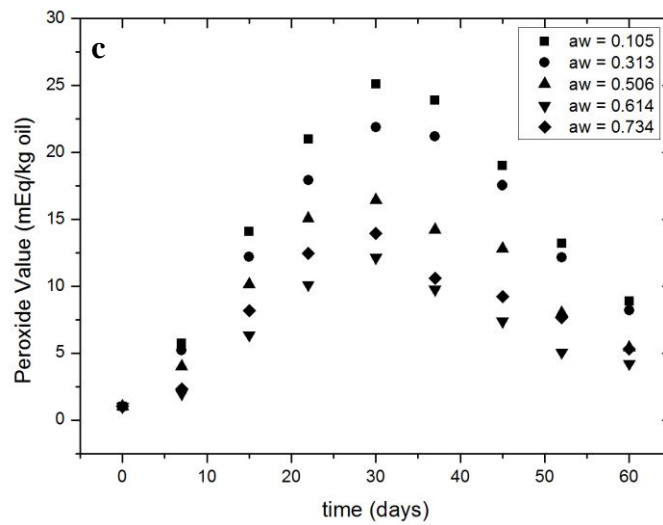 c
aw = 0.105
aw = 0.313
aw = 0.506
aw = 0.614
aw = 0.734
30
25
20
15
10
5
0
Peroxide Value (mEq/kg oil)
0 10 20 30 40 50 60
time (days)